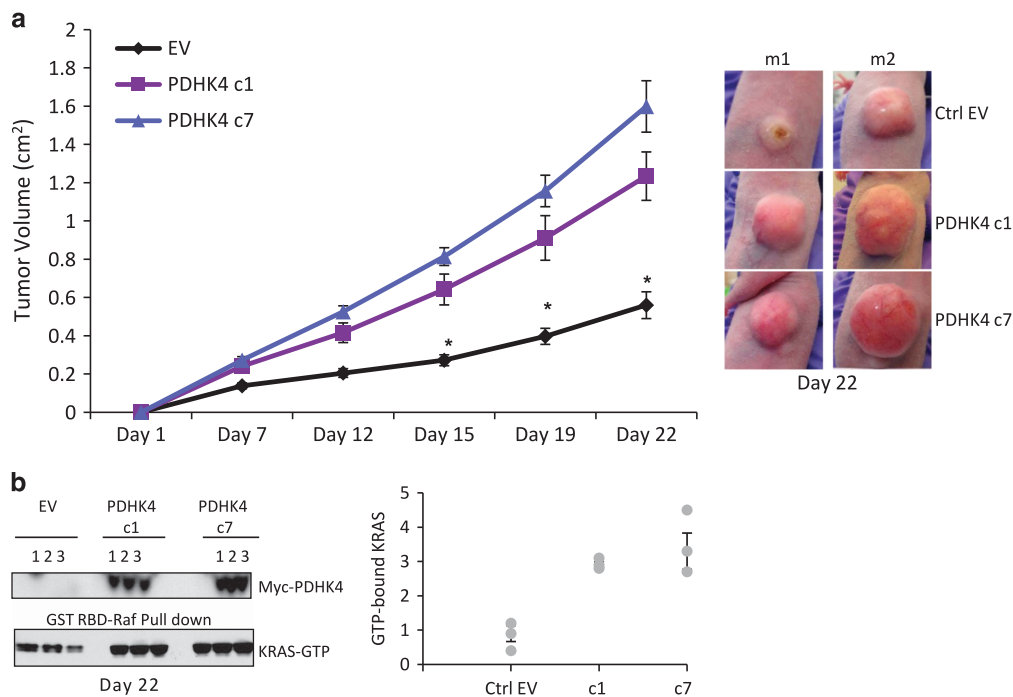 a
Tumor Volume (cm²)
2
1.8
1.6
1.4
1.2
1
0.8
0.6
0.4
0.2
0
EV
PDHK4 c1
PDHK4 c7
*
*
*
Day 1 Day 7 Day 12 Day 15 Day 19 Day 22
m1 m2
Ctrl EV
PDHK4 c1
PDHK4 c7
Day 22
b
EV PDHK4 c1 PDHK4 c7
1 2 3 1 2 3 1 2 3
Myc-PDHK4
GST RBD-Raf Pull down
KRAS-GTP
Day 22
GTP-bound KRAS
5
4
3
2
1
0
Ctrl EV c1 c7